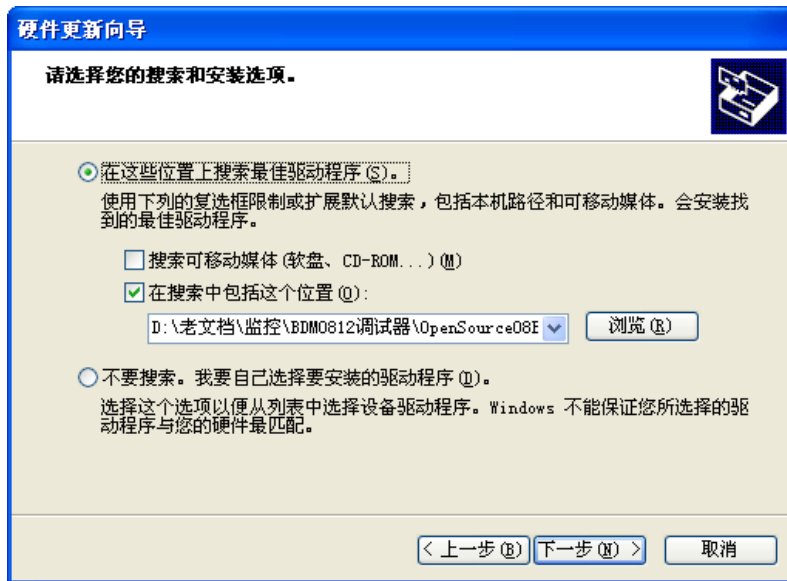 硬件更新向导
请选择您的搜索和安装选项。
在这些位置上搜索最佳驱动程序(S)。
使用下列的复选框限制或扩展默认搜索，包括本机路径和可移动媒体。会安装找
到的最佳驱动程序。
搜索可移动媒体(软盘、CD-ROM...)(M)
在搜索中包括这个位置(O):
D:\老文档\监控\BDM0812调试器\OpenSource08B
浏览(R)
不要搜索。我要自己选择要安装的驱动程序(D)。
选择这个选项以便从列表中选择设备驱动程序。Windows 不能保证您所选择的驱
动程序与您的硬件最匹配。
< 上一步(B) 下一步(N) > 取消